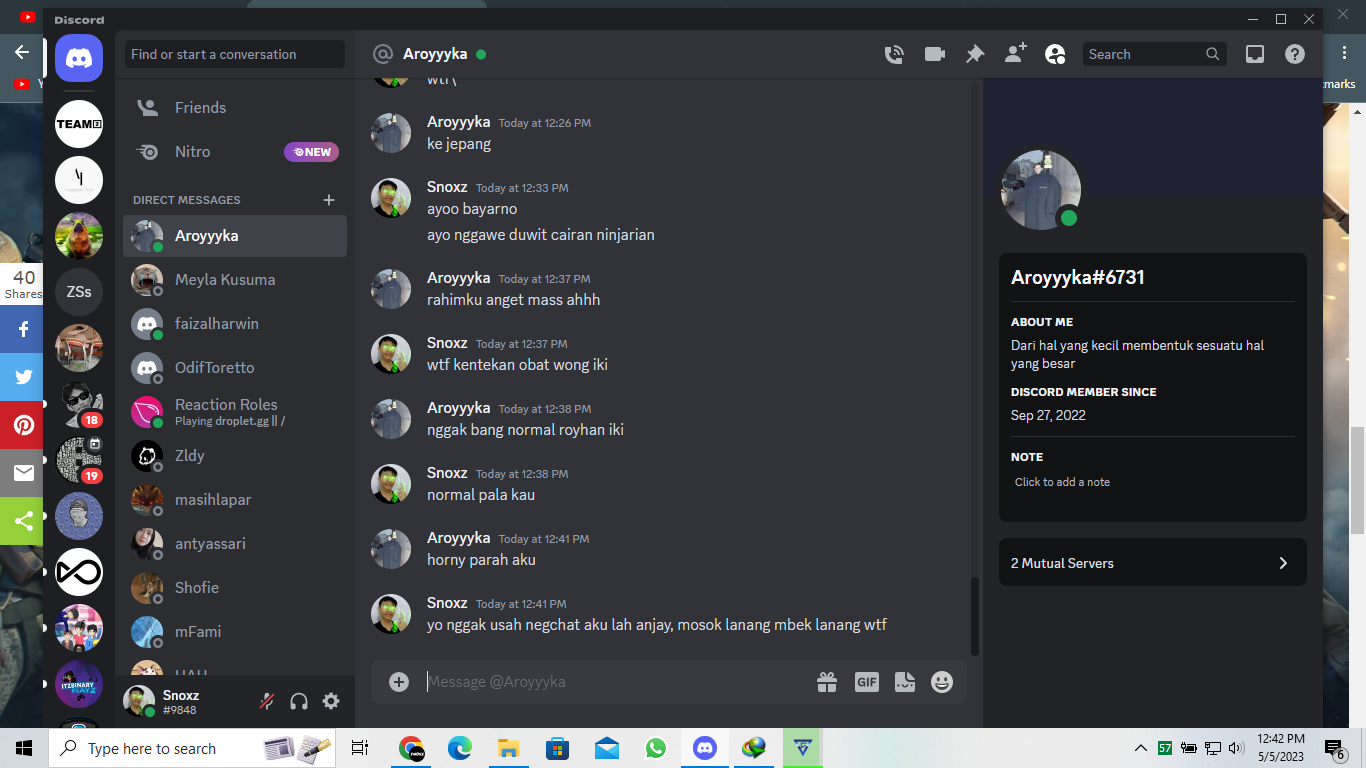 Discord
Find or start a conversation
Aroyyyka
Search
marks
Friends
Nitro
NEW
DIRECT MESSAGES
Aroyyyka
Meyla Kusuma
faizalharwin
OdifToretto
Reaction Roles
Playing droplet.gg || /
Zldy
masihlapar
antyassari
Shofie
mFami
Snoxz
#9848
TEAM
ZSs
18
19
ITZBINARY
PLAYZ
40
Shares
wtf\
Aroyyyka Today at 12:26 PM
ke jepang
Snoxz Today at 12:33 PM
ayoo bayarno
ayo nggawe duwit cairan ninjarian
Aroyyyka Today at 12:37 PM
rahimku anget mass ahhh
Snoxz Today at 12:37 PM
wtf kentekan obat wong iki
Aroyyyka Today at 12:38 PM
nggak bang normal royhan iki
Snoxz Today at 12:38 PM
normal pala kau
Aroyyyka Today at 12:41 PM
horny parah aku
Snoxz Today at 12:41 PM
yo nggak usah negchat aku lah anjay, mosok lanang mbek lanang wtf
Message @Aroyyyka
GIF
Aroyyyka#6731
ABOUT ME
Dari hal yang kecil membentuk sesuatu hal
yang besar
DISCORD MEMBER SINCE
Sep 27, 2022
NOTE
Click to add a note
2 Mutual Servers
Type here to search
57
12:42 PM
5/5/2023
6